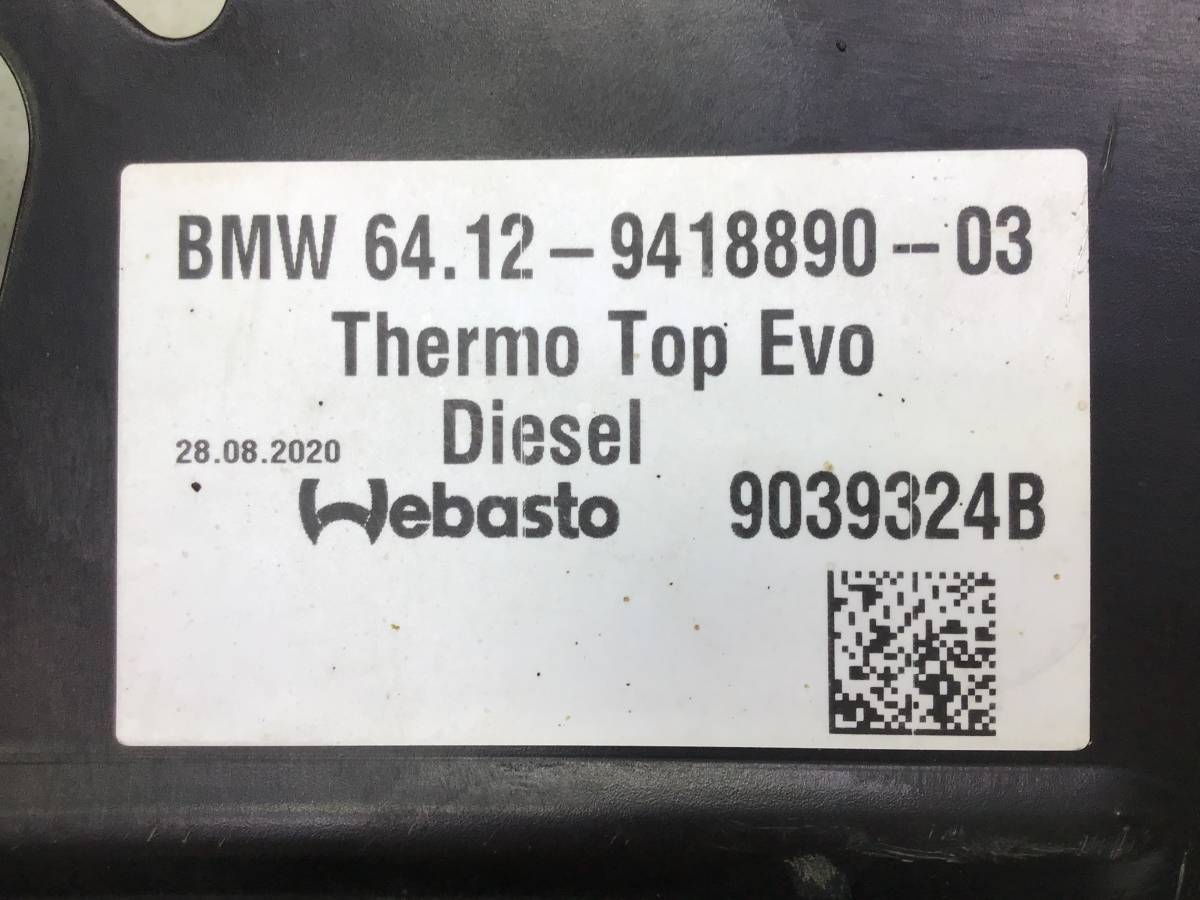 BMW 64.12-9418890-03
Thermo Top Evo
Diesel
28.08.2020
Webasto 9039324B